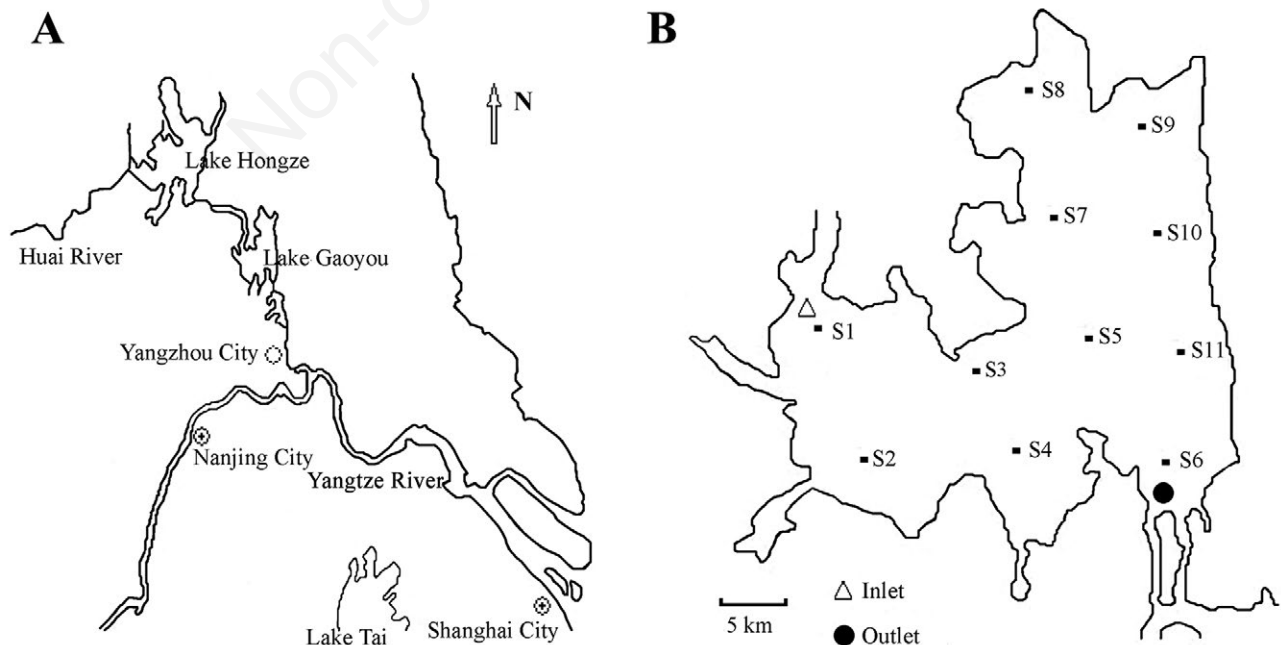 A
B
Non-c
N
Lake Hongze
Huai River
Lake Gaoyou
Yangzhou City
Nanjing City
Yangtze River
Lake Tai
Shanghai City
S8
S9
S7
S10
S1
S5
S11
S3
S2
S4
S6
5 km
Inlet
Outlet